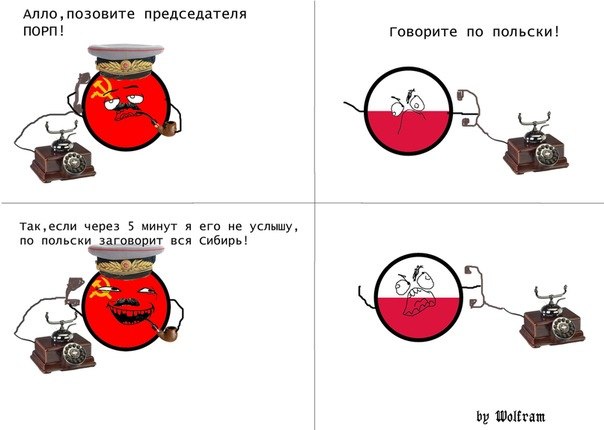 Алло,позовите председателя
ПОРП!
Говорите по польски!
Так,если через 5 минут я его не услышу,
по польски заговорит вся Сибирь!
by Wolfram